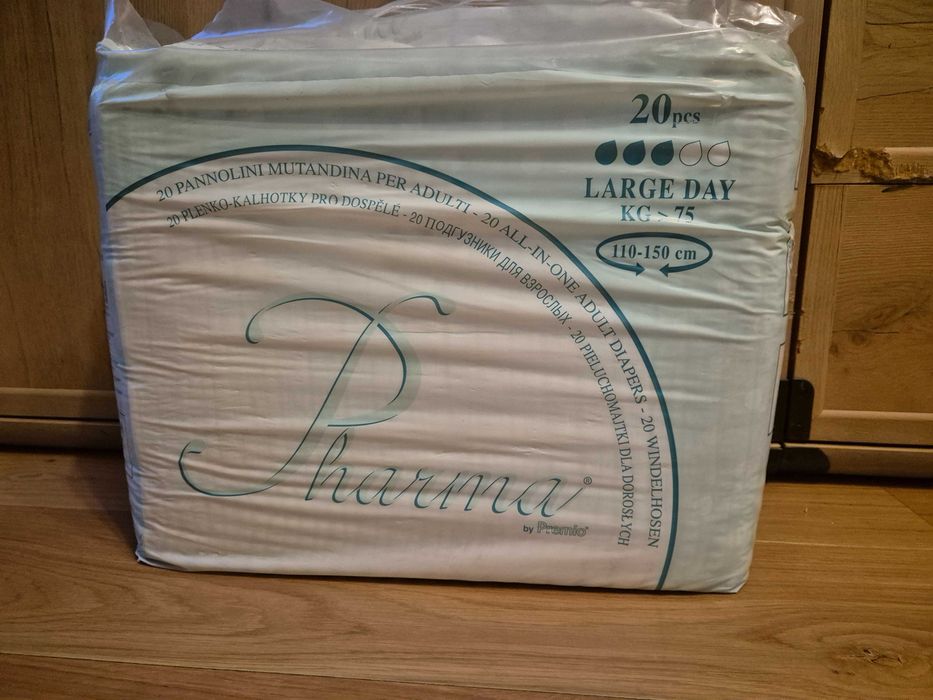 20pcs
LARGE DAY
KG > 75
110-150 cm
20 PANNOLINI MUTANDINA PER ADULTI - 20 ALL-IN-ONE ADULT DIAPERS - 20 WINDELHOSEN
20 PLENKO-KALHOTKY PRO DOSPĚLÉ - 20 ПОДГУЗНИКИ ДЛЯ ВЗРОСЛЫХ - 20 PIELUCHOMAJTKI DLA DOROSŁYCH
Pharma®
by Premio®